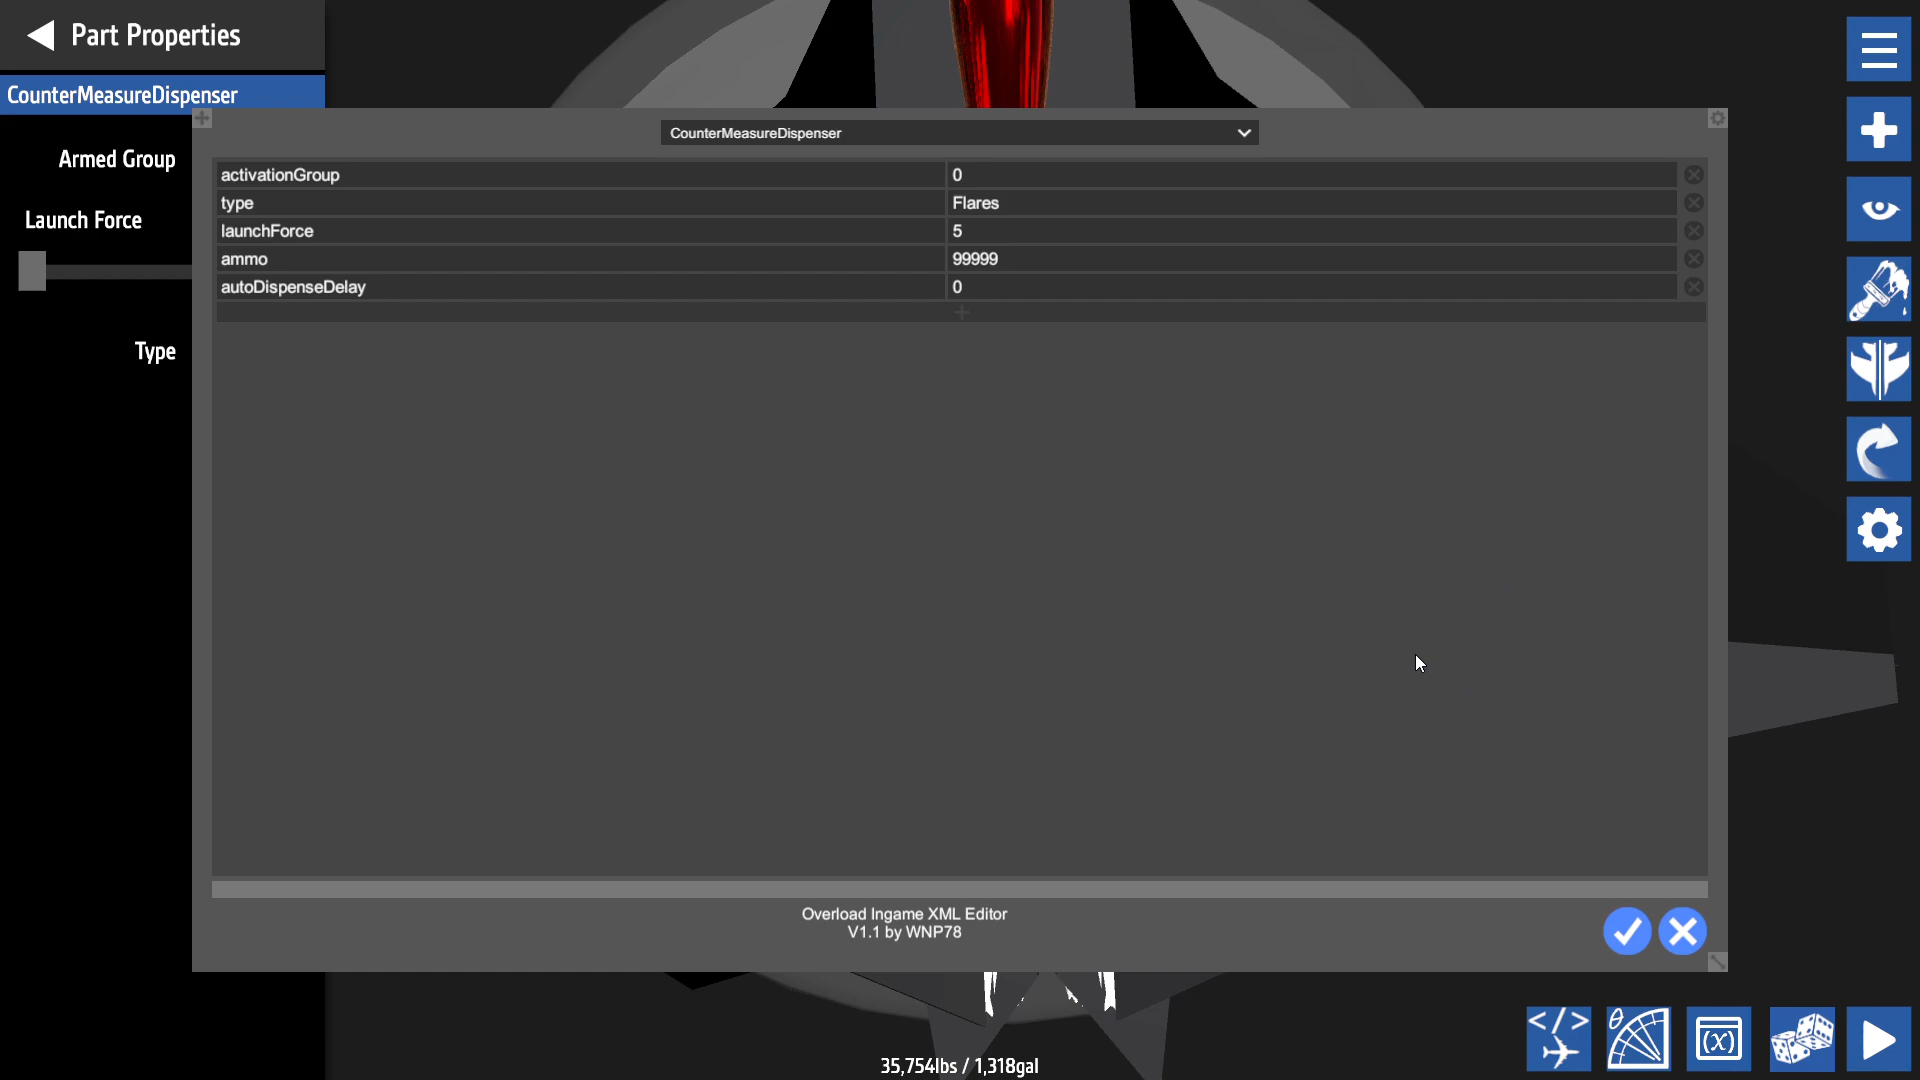 Part Properties
CounterMeasureDispenser
Armed Group
Launch Force
Type
CounterMeasureDispenser
activationGroup 0
type Flares
launchForce 5
ammo 99999
autoDispenseDelay 0
Overload Ingame XML Editor
V1.1 by WNP78
35,754lbs / 1,318gal
</>
θ
(x)